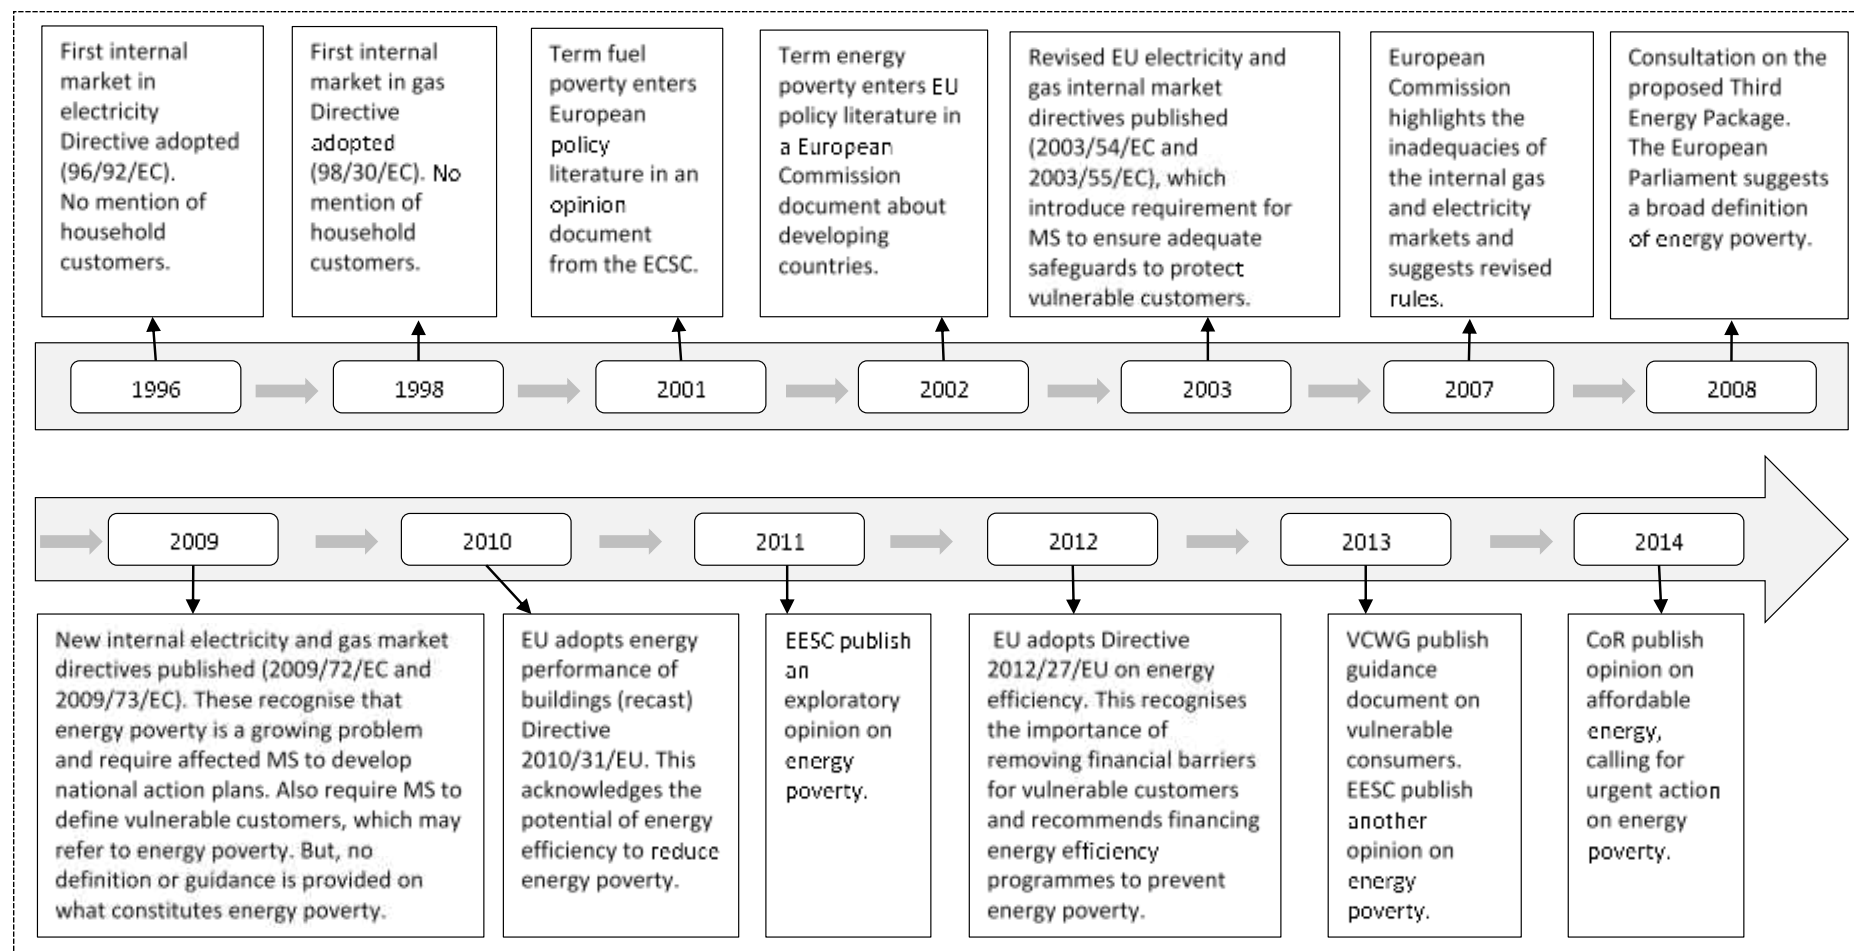 First internal
market in
electricity
Directive adopted
(96/92/EC).
No mention of
household
customers.
First internal
market in gas
Directive
adopted
(98/30/EC). No
mention of
household
customers.
Term fuel
poverty enters
European
policy
literature in an
opinion
document
from the ECSC.
Term energy
poverty enters EU
policy literature in
a European
Commission
document about
developing
countries.
Revised EU electricity and
gas internal market
directives published
(2003/54/EC and
2003/55/EC), which
introduce requirement for
MS to ensure adequate
safeguards to protect
vulnerable customers.
European
Commission
highlights the
inadequacies of
the internal gas
and electricity
markets and
suggests revised
rules.
Consultation on the
proposed Third
Energy Package.
The European
Parliament suggests
a broad definition
of energy poverty.
1996
1998
2001
2002
2003
2007
2008
2009
2010
2011
2012
2013
2014
New internal electricity and gas market
directives published (2009/72/EC and
2009/73/EC). These recognise that
energy poverty is a growing problem
and require affected MS to develop
national action plans. Also require MS to
define vulnerable customers, which may
refer to energy poverty. But, no
definition or guidance is provided on
what constitutes energy poverty.
EU adopts energy
performance of
buildings (recast)
Directive
2010/31/EU. This
acknowledges the
potential of energy
efficiency to reduce
energy poverty.
EESC publish
an
exploratory
opinion on
energy
poverty.
EU adopts Directive
2012/27/EU on energy
efficiency. This recognises
the importance of
removing financial barriers
for vulnerable customers
and recommends financing
energy efficiency
programmes to prevent
energy poverty.
VCWG publish
guidance
document on
vulnerable
consumers.
EESC publish
another
opinion on
energy
poverty.
CoR publish
opinion on
affordable
energy,
calling for
urgent action
on energy
poverty.